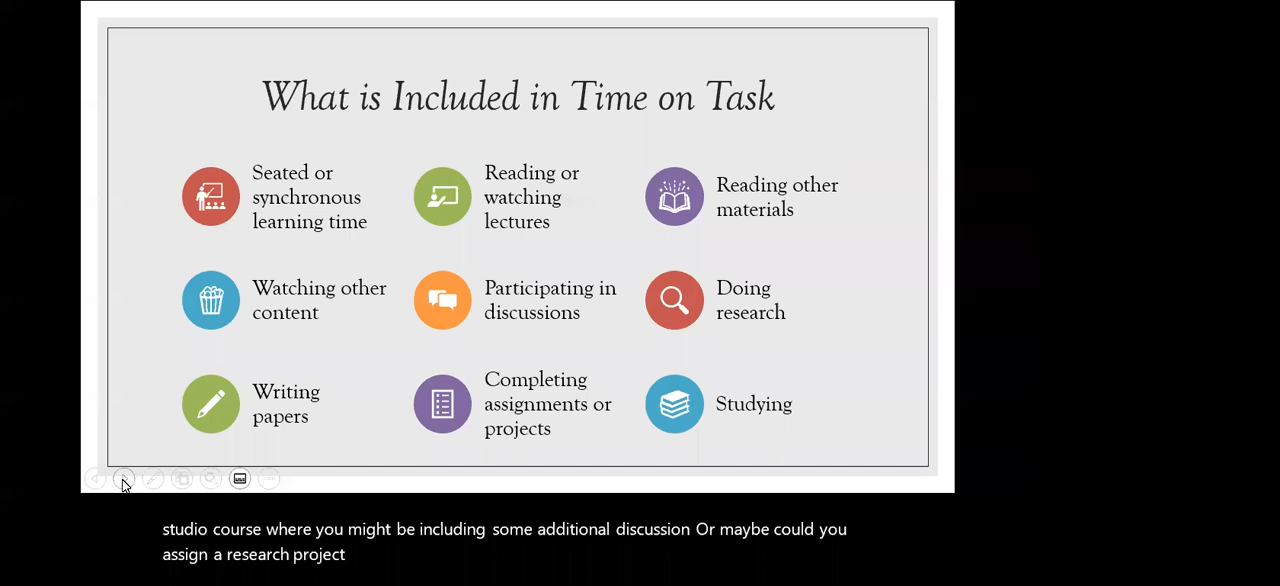 What is Included in Time on Task
Seated or
synchronous
learning time
Reading or
watching
lectures
Reading other
materials
Watching other
content
Participating in
discussions
Doing
research
Writing
papers
Completing
assignments or
projects
Studying
studio course where you might be including some additional discussion Or maybe could you
assign a research project